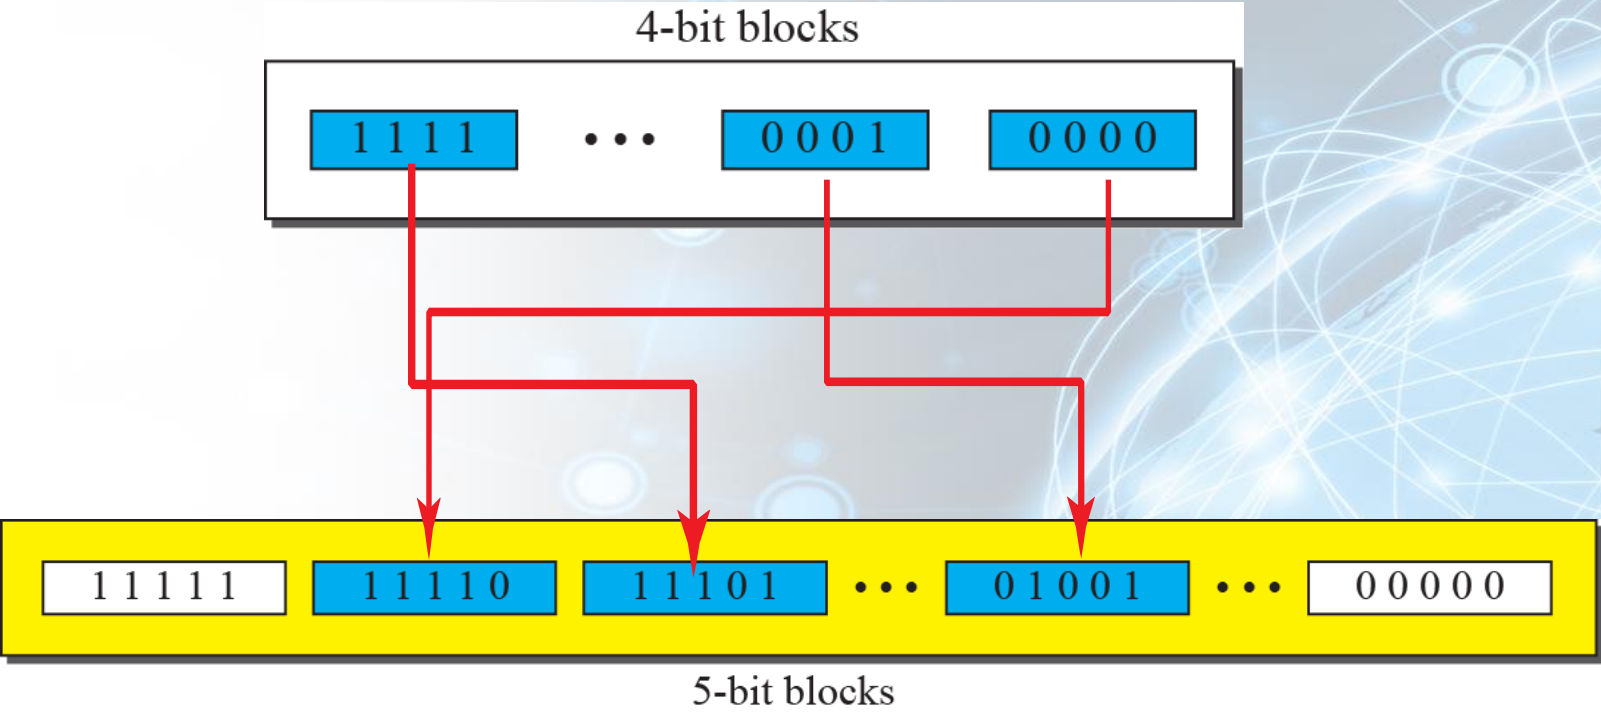 4-bit blocks
1 1 1 1 ... 0 0 0 1 0 0 0 0
1 1 1 1 1 1 1 1 1 0 1 1 1 0 1 ... 0 1 0 0 1 ... 0 0 0 0 0
5-bit blocks